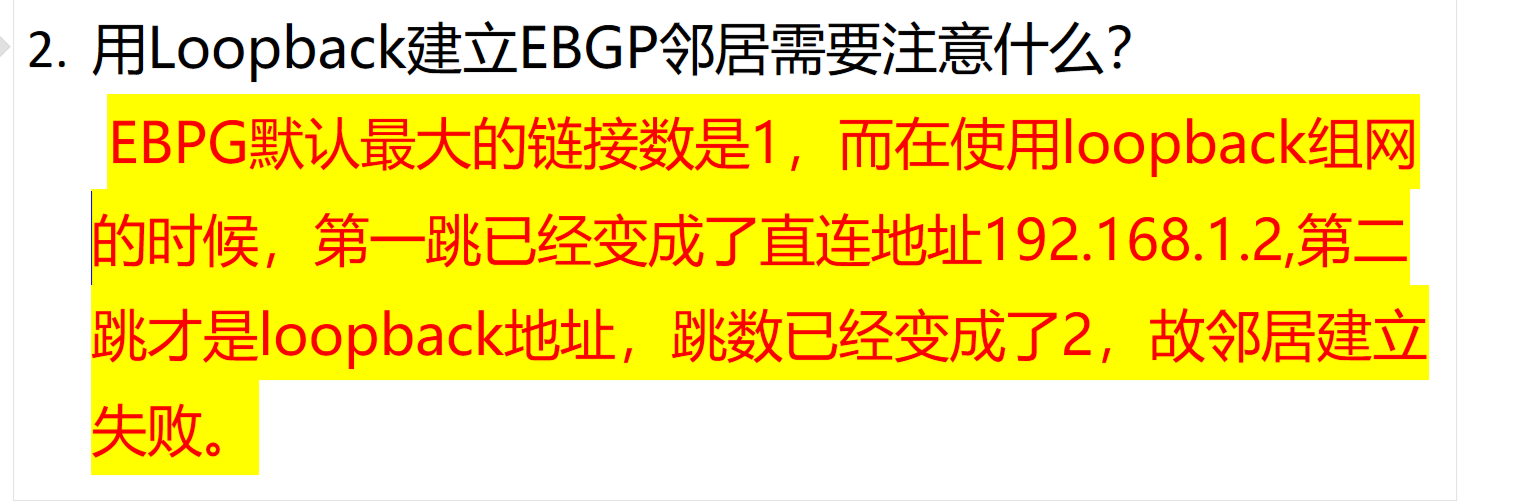 2. 用Loopback建立EBGP邻居需要注意什么？
EBPG默认最大的链接数是1，而在使用loopback组网
的时候，第一跳已经变成了直连地址192.168.1.2,第二
跳才是loopback地址，跳数已经变成了2，故邻居建立
失败。